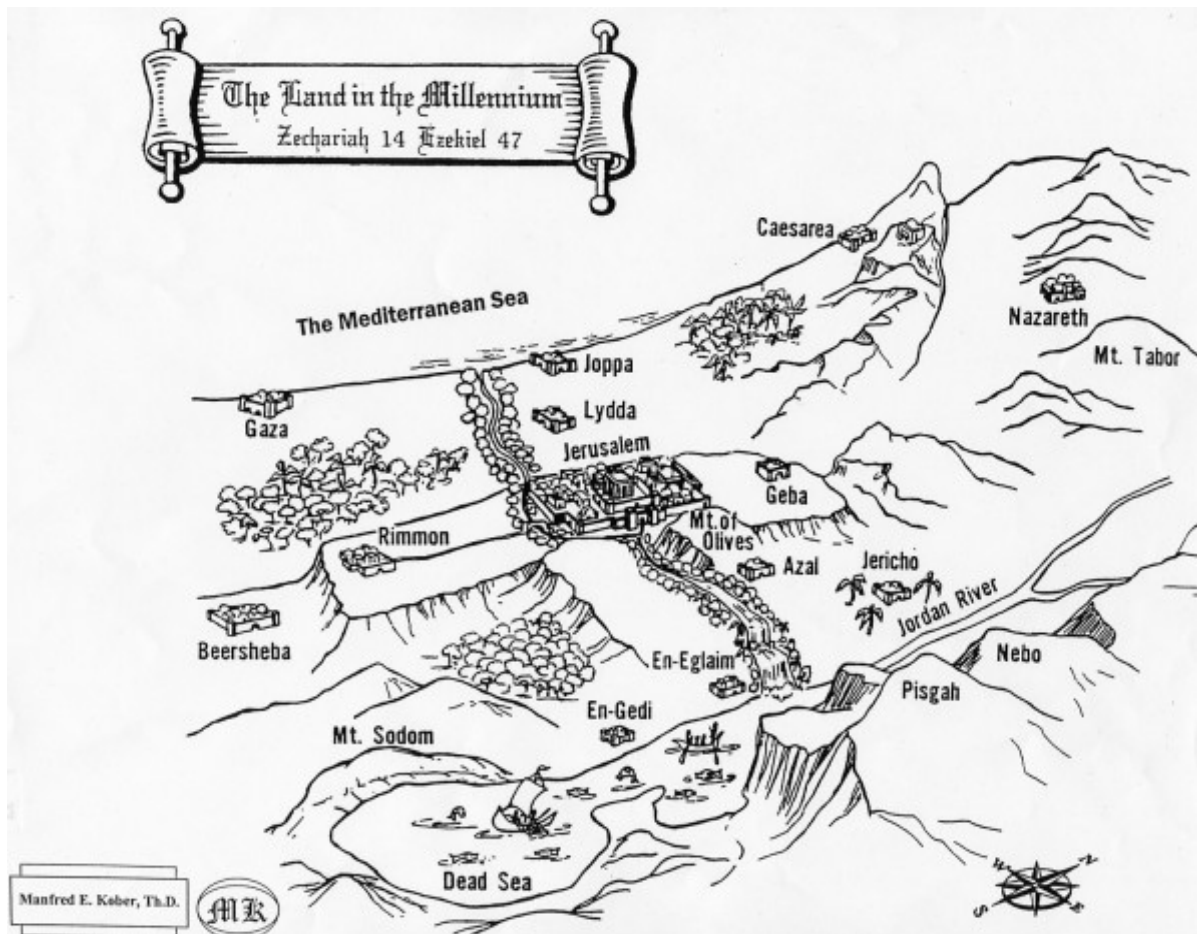 The Land in the Millennium
Zechariah 14 Ezekiel 47
Caesarea
The Mediterranean Sea
Nazareth
Mt. Tabor
Joppa
Gaza
Lydda
Jerusalem
Geba
Mt. of
Olives
Rimmon
Azal
Jericho
Jordan River
Beersheba
En-Eglaim
Nebo
Pisgah
En-Gedi
Mt. Sodom
Dead Sea
Manfred E. Kober, Th.D.
MK
W
N
S
E